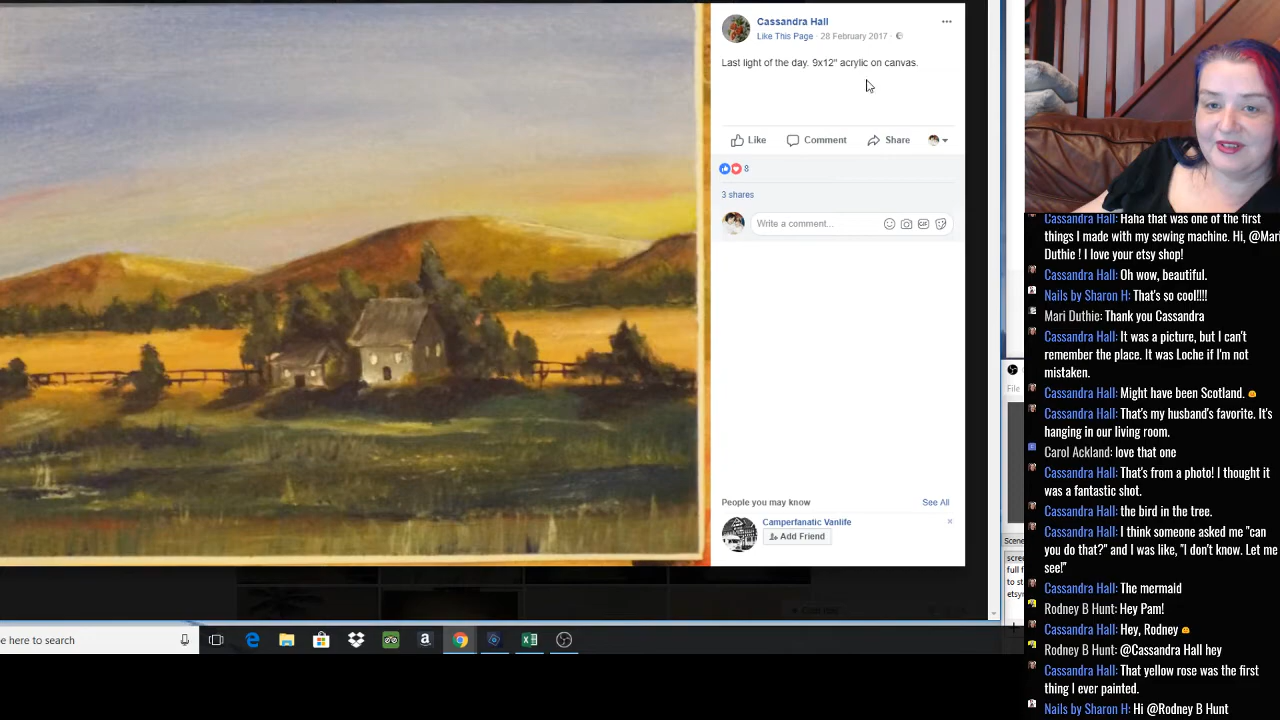 Cassandra Hall
Like This Page · 28 February 2017 ·
Last light of the day. 9x12" acrylic on canvas.
Like Comment Share
8
3 shares
Write a comment...
GIF
People you may know See All
Camperfanatic Vanlife
Add Friend
File
Scene
scre
full f
to st
etsyr
e here to search
Cassandra Hall: Haha that was one of the first
things I made with my sewing machine. Hi, @Mari
Duthie ! I love your etsy shop!
Cassandra Hall: Oh wow, beautiful.
Nails by Sharon H: That's so cool!!!!
Mari Duthie: Thank you Cassandra
Cassandra Hall: It was a picture, but I can't
remember the place. It was Loche if I'm not
mistaken.
Cassandra Hall: Might have been Scotland.
Cassandra Hall: That's my husband's favorite. It's
hanging in our living room.
Carol Ackland: love that one
Cassandra Hall: That's from a photo! I thought it
was a fantastic shot.
Cassandra Hall: the bird in the tree.
Cassandra Hall: I think someone asked me "can
you do that?" and I was like, "I don't know. Let me
see!"
Cassandra Hall: The mermaid
Rodney B Hunt: Hey Pam!
Cassandra Hall: Hey, Rodney
Rodney B Hunt: @Cassandra Hall hey
Cassandra Hall: That yellow rose was the first
thing I ever painted.
Nails by Sharon H: Hi @Rodney B Hunt